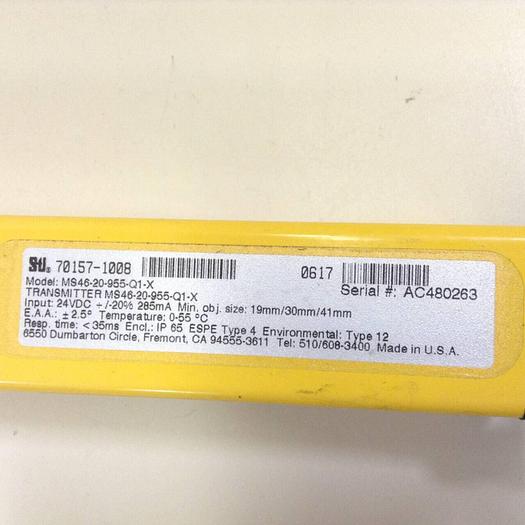 STI® 70157-1008 0617
Model: MS46-20-955-Q1-X Serial #: AC480263
TRANSMITTER MS46-20-955-Q1-X
Input: 24VDC +/-20% 285mA Min. obj. size: 19mm/30mm/41mm
E.A.A.: ±2.5° Temperature: 0-55 °C
Resp. time: <35ms Encl.: IP 65 ESPE Type 4 Environmental: Type 12
6550 Dumbarton Circle, Fremont, CA 94555-3611 Tel: 510/608-3400 Made in U.S.A.